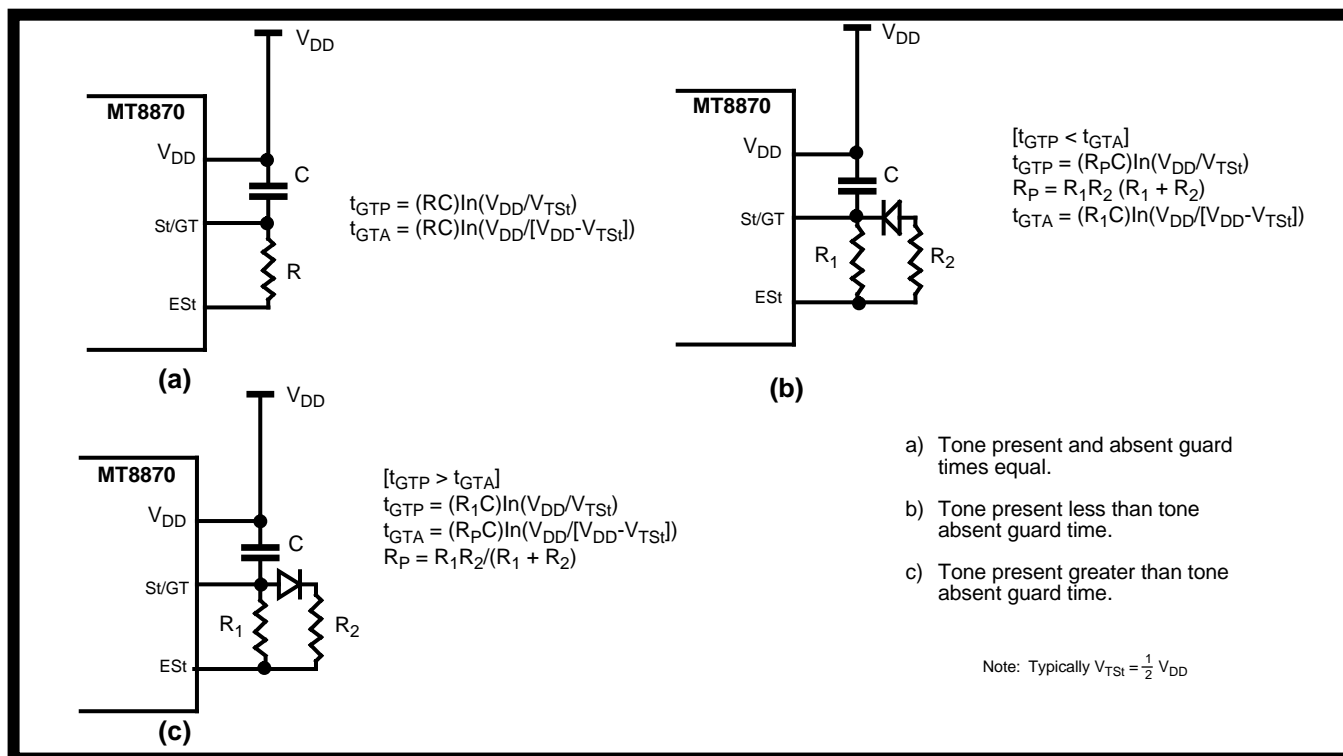 V_DD
MT8870
V_DD
C
St/GT
R
ESt
t_GTP = (RC)In(V_DD/V_TSt)
t_GTA = (RC)In(V_DD/[V_DD-V_TSt])
(a)
V_DD
MT8870
V_DD
C
St/GT
R_1
R_2
ESt
[t_GTP < t_GTA]
t_GTP = (R_PC)In(V_DD/V_TSt)
R_P = R_1R_2 (R_1 + R_2)
t_GTA = (R_1C)In(V_DD/[V_DD-V_TSt])
(b)
V_DD
MT8870
V_DD
C
St/GT
R_1
R_2
ESt
[t_GTP > t_GTA]
t_GTP = (R_1C)In(V_DD/V_TSt)
t_GTA = (R_PC)In(V_DD/[V_DD-V_TSt])
R_P = R_1R_2/(R_1 + R_2)
(c)
a) Tone present and absent guard
times equal.
b) Tone present less than tone
absent guard time.
c) Tone present greater than tone
absent guard time.
Note: Typically V_TSt = 1/2 V_DD